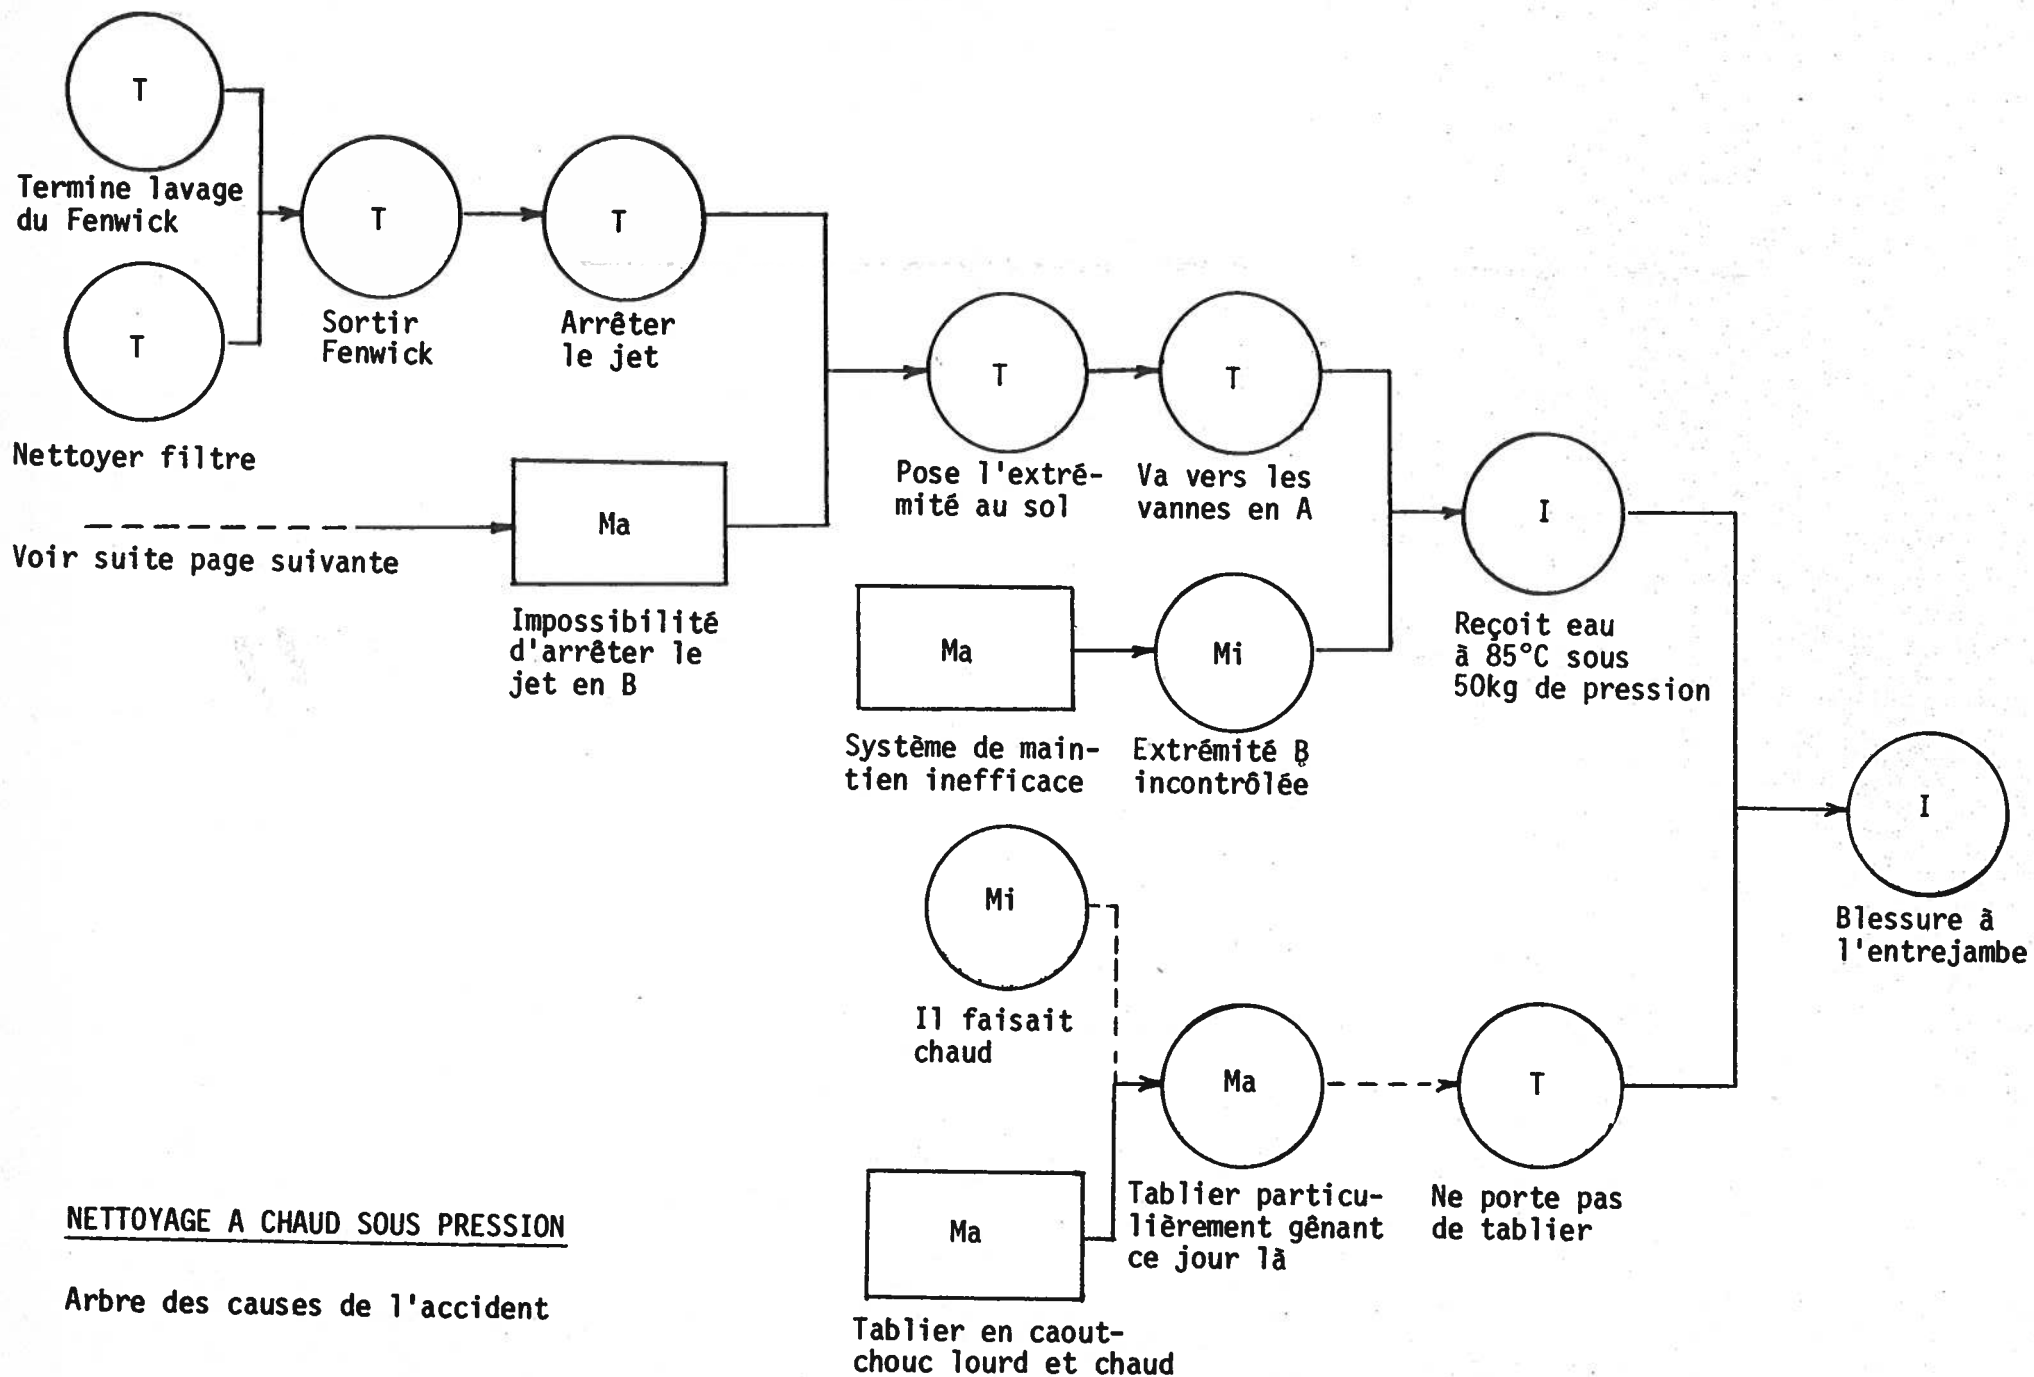 T
Termine lavage
du Fenwick
T
Nettoyer filtre
T
Sortir
Fenwick
T
Arrêter
le jet
Voir suite page suivante
Ma
Impossibilité
d'arrêter le
jet en B
T
Pose l'extré-
mité au sol
T
Va vers les
vannes en A
Ma
Système de main-
tien inefficace
Mi
Extrémité B
incontrôlée
I
Reçoit eau
à 85°C sous
50kg de pression
Mi
Il faisait
chaud
Ma
Tablier en caout-
chouc lourd et chaud
Ma
Tablier particu-
lièrement gênant
ce jour là
T
Ne porte pas
de tablier
I
Blessure à
l'entrejambe
NETTOYAGE A CHAUD SOUS PRESSION
Arbre des causes de l'accident